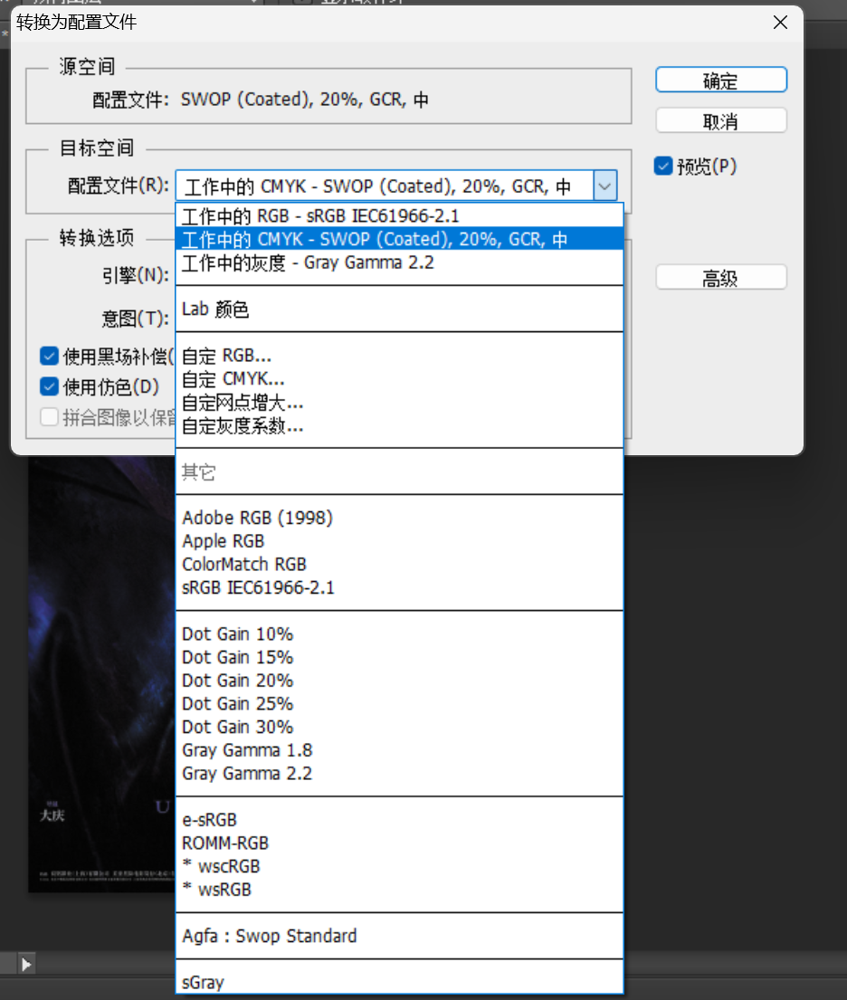 转换为配置文件
源空间
配置文件: SWOP (Coated), 20%, GCR, 中
确定
取消
预览(P)
高级
目标空间
配置文件(R): 工作中的 CMYK - SWOP (Coated), 20%, GCR, 中
工作中的 RGB - sRGB IEC61966-2.1
工作中的 CMYK - SWOP (Coated), 20%, GCR, 中
工作中的灰度 - Gray Gamma 2.2
Lab 颜色
自定 RGB...
自定 CMYK...
自定网点增大...
自定灰度系数...
其它
Adobe RGB (1998)
Apple RGB
ColorMatch RGB
sRGB IEC61966-2.1
Dot Gain 10%
Dot Gain 15%
Dot Gain 20%
Dot Gain 25%
Dot Gain 30%
Gray Gamma 1.8
Gray Gamma 2.2
e-sRGB
ROMM-RGB
* wscRGB
* wsRGB
Agfa : Swop Standard
sGray
转换选项
引擎(N):
意图(T):
使用黑场补偿(
使用仿色(D)
拼合图像以保留
大庆
U